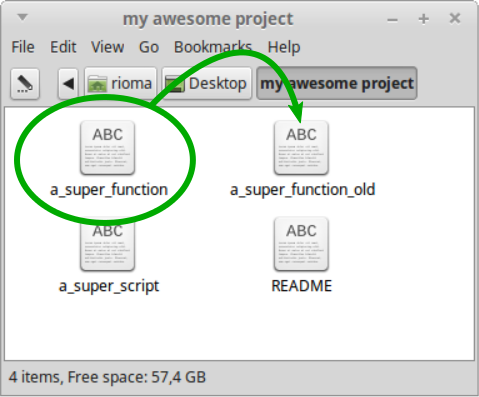 my awesome project
File Edit View Go Bookmarks Help
rioma Desktop my awesome project
ABC ABC
a_super_function a_super_function_old
ABC ABC
a_super_script README
4 items, Free space: 57,4 GB